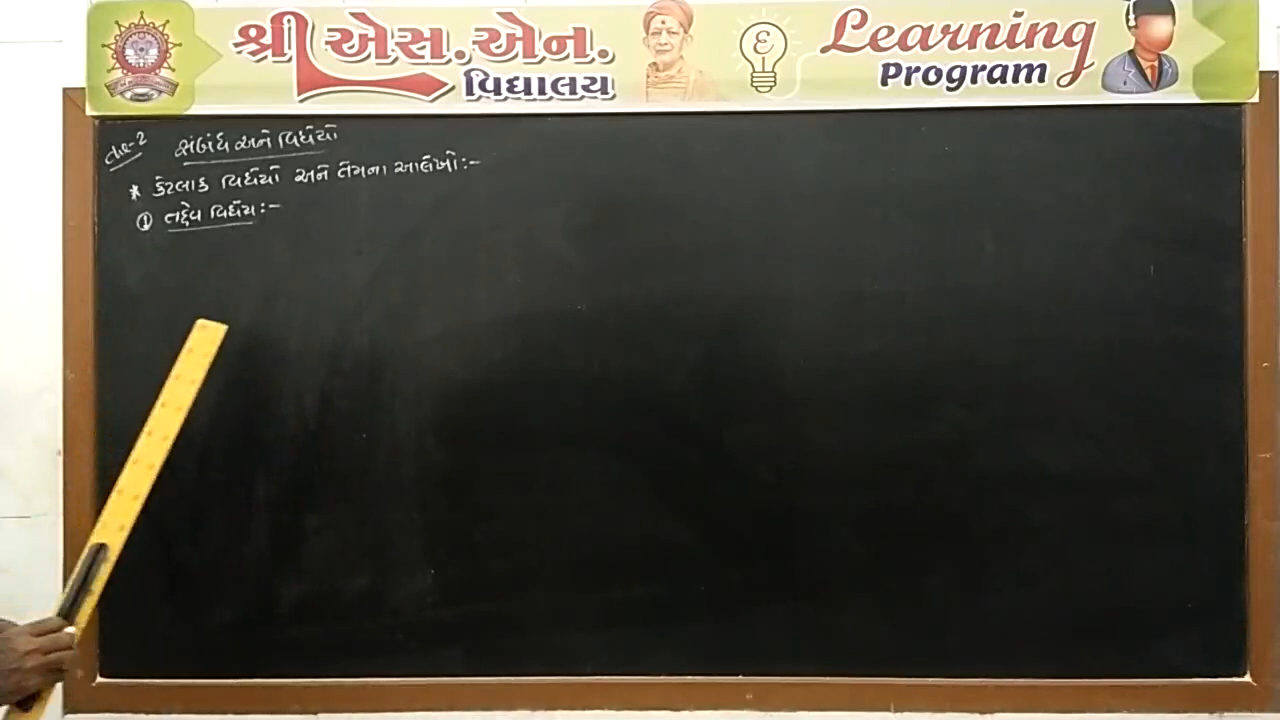 શ્રી એસ.એન.
વિદ્યાલય
Learning
Program
સંબંધ અને વિધેયો
* કેટલાક વિધેયો અને તેમના આલેખો:-
① તદ્દેવ વિધેય:-